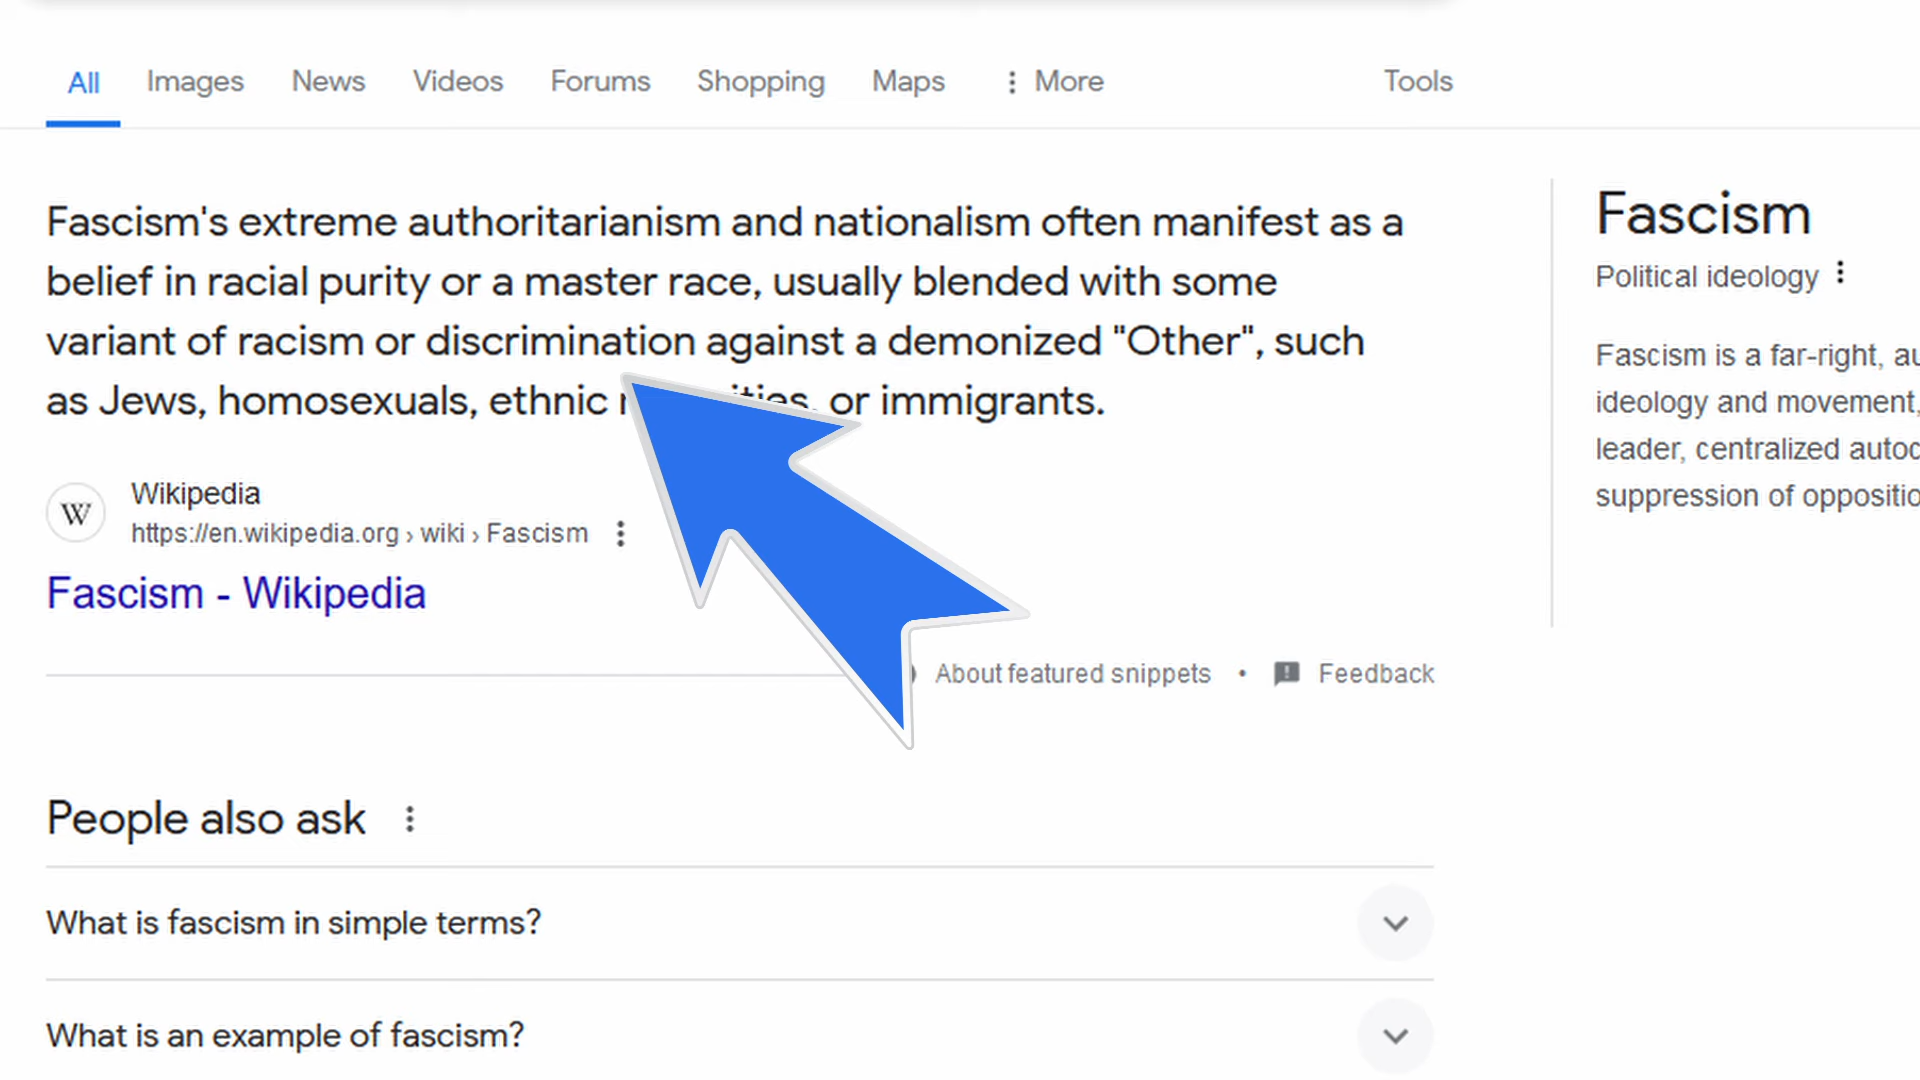 All Images News Videos Forums Shopping Maps More Tools
Fascism's extreme authoritarianism and nationalism often manifest as a
belief in racial purity or a master race, usually blended with some
variant of racism or discrimination against a demonized "Other", such
as Jews, homosexuals, ethnic or immigrants.
W
Wikipedia
https://en.wikipedia.org › wiki › Fascism
Fascism - Wikipedia
About featured snippets • Feedback
People also ask
What is fascism in simple terms?
What is an example of fascism?
Fascism
Political ideology
Fascism is a far-right,
ideology and movement,
leader, centralized
suppression of